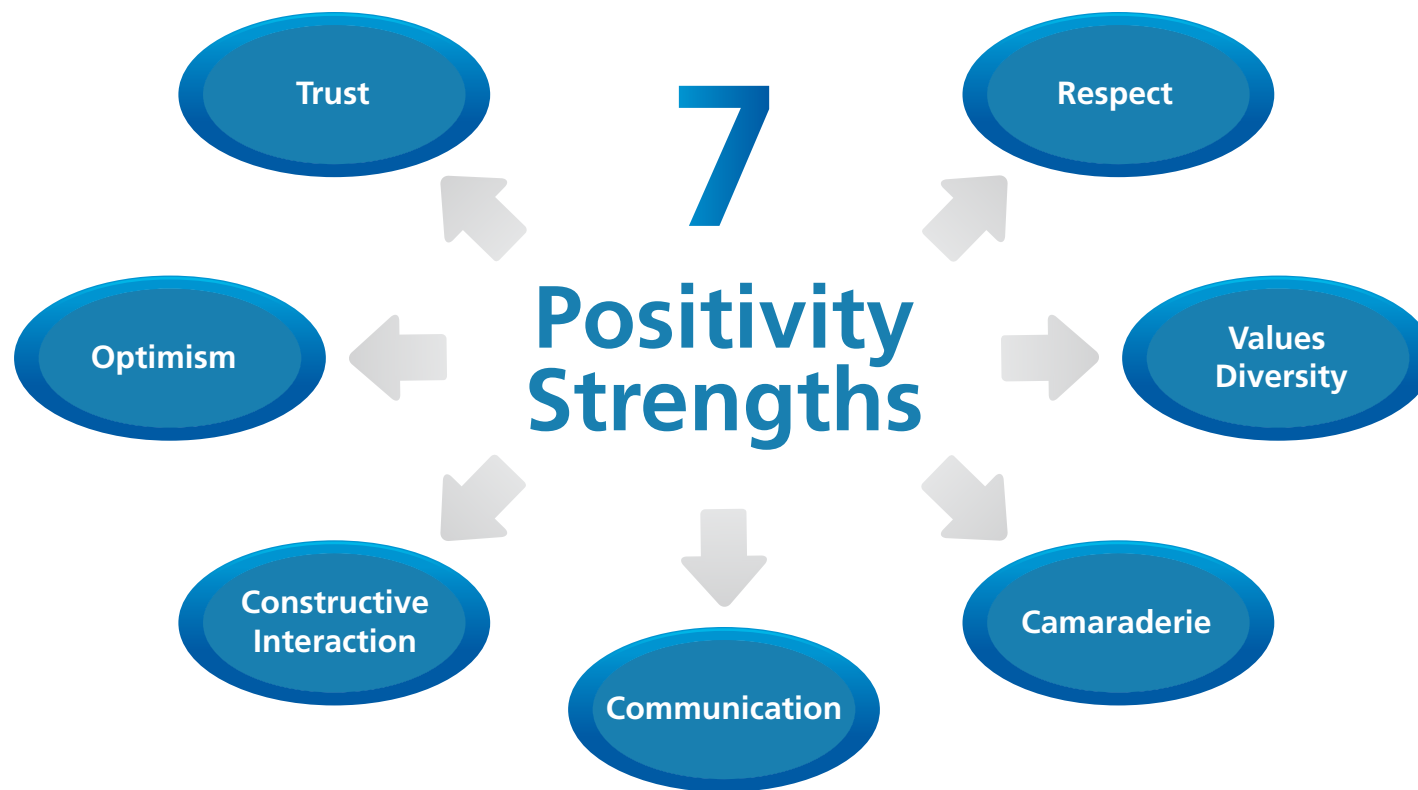 7
Positivity
Strengths
Trust
Respect
Optimism
Values
Diversity
Constructive
Interaction
Camaraderie
Communication